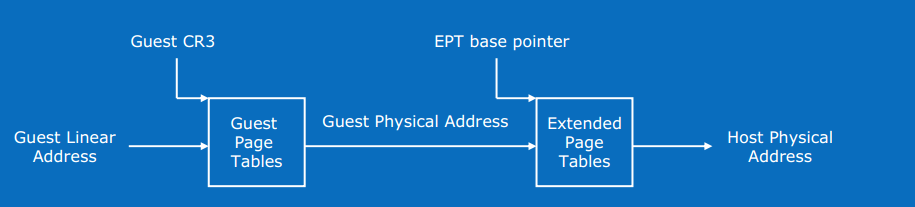 Guest CR3
EPT base pointer
Guest Linear
Address
Guest
Page
Tables
Guest Physical Address
Extended
Page
Tables
Host Physical
Address